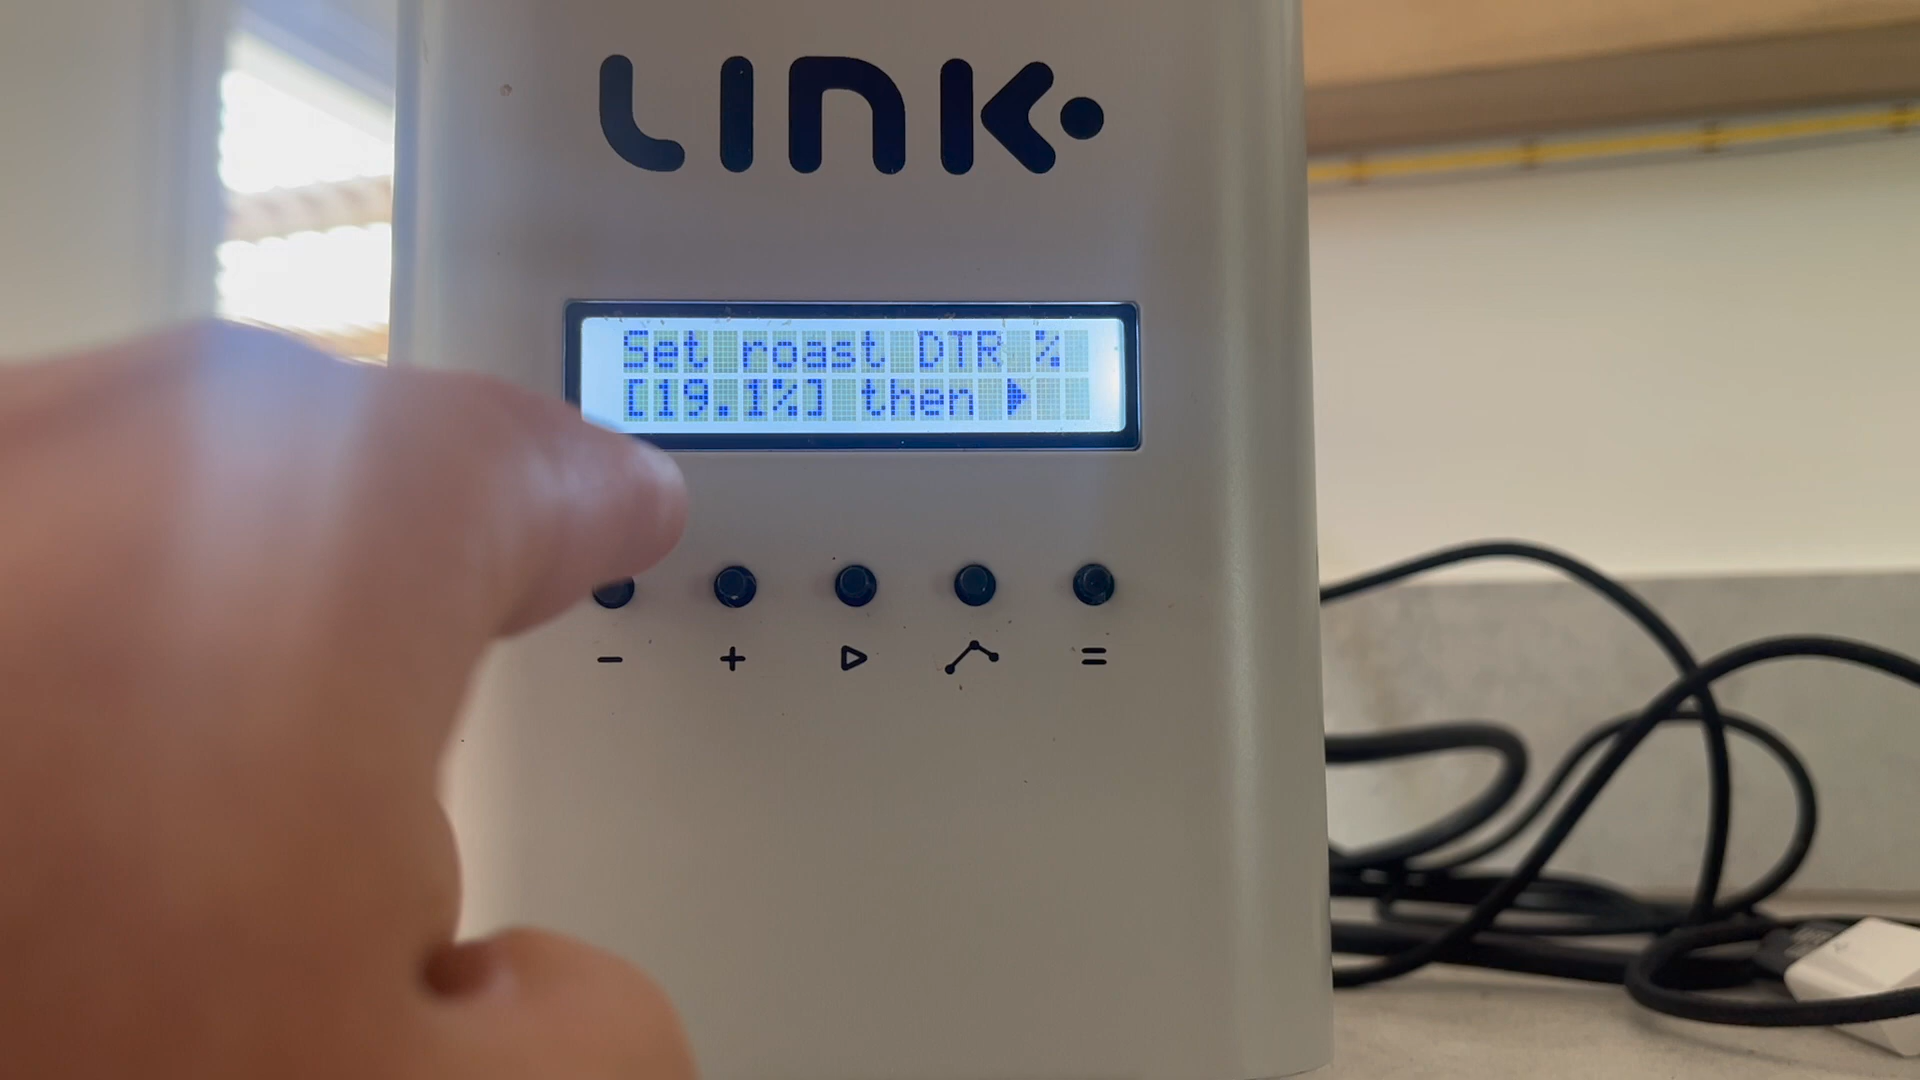 LINK
Set roast DTR %
[19.1%] then ▶
- + ▷ =